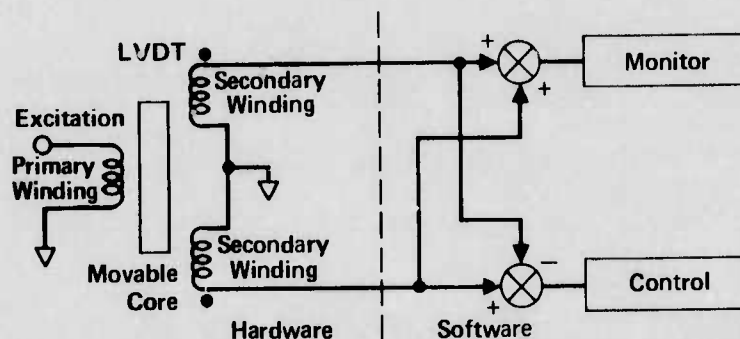 LVDT
Secondary
Winding
+
+
Monitor
Excitation
Primary
Winding
Secondary
Winding
−
+
Control
Movable
Core
Hardware
Software